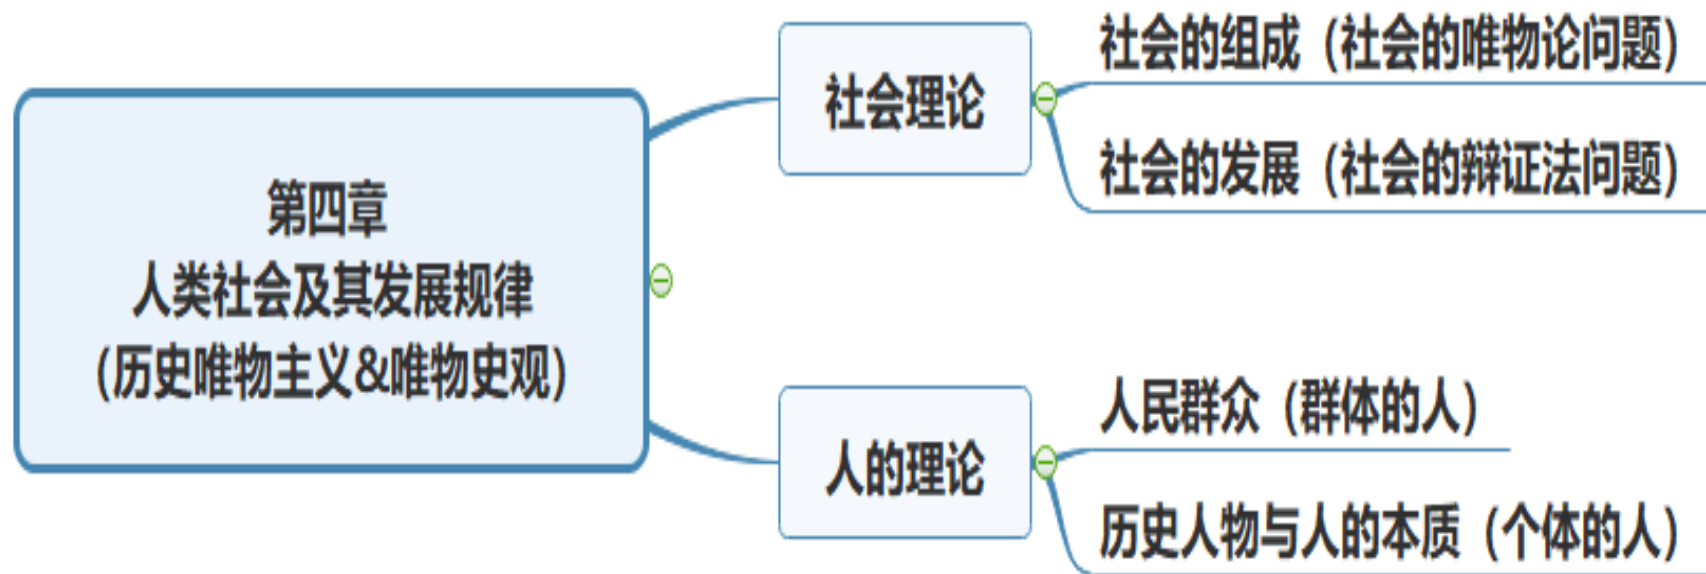 第四章
人类社会及其发展规律
（历史唯物主义&唯物史观）
社会理论
社会的组成（社会的唯物论问题）
社会的发展（社会的辩证法问题）
人的理论
人民群众（群体的人）
历史人物与人的本质（个体的人）